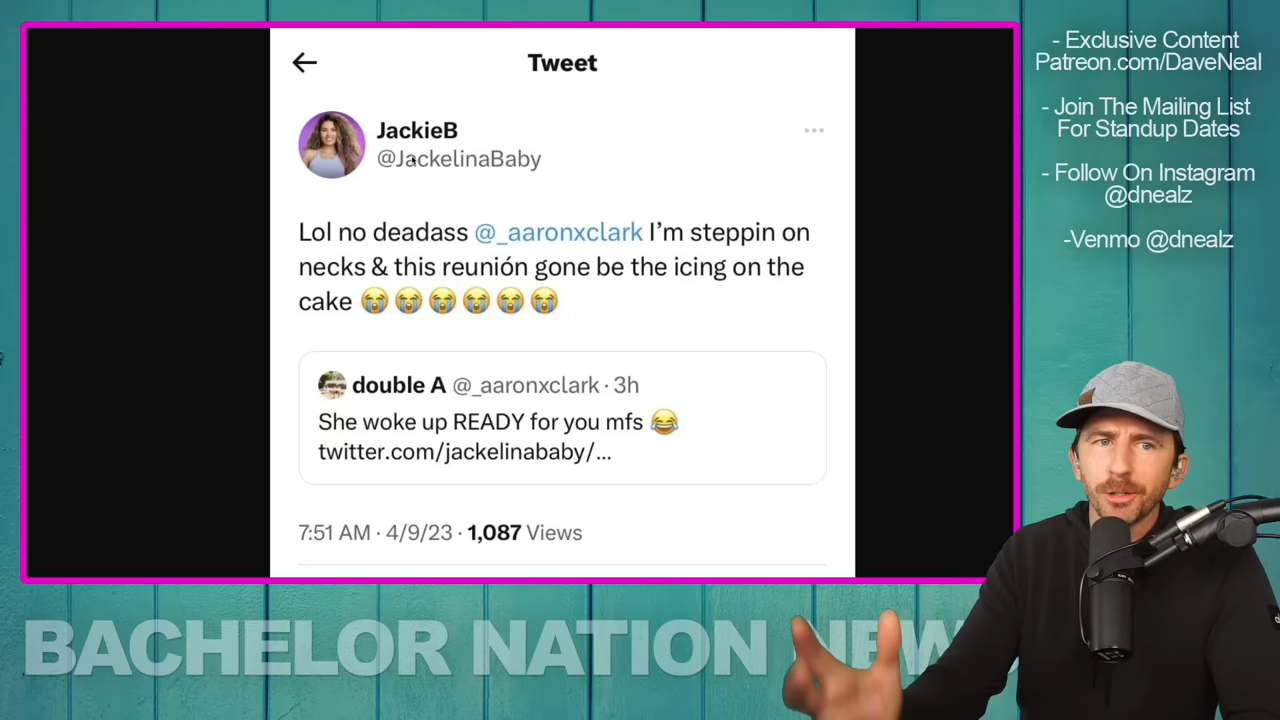 Tweet
JackieB
@JackelinaBaby
Lol no deadass @_aaronxclark I’m steppin on
necks & this reunión gone be the icing on the
cake 😭😭😭😭😭😭
double A @_aaronxclark · 3h
She woke up READY for you mfs 😂
twitter.com/jackelinababy/...
7:51 AM · 4/9/23 · 1,087 Views
- Exclusive Content
Patreon.com/DaveNeal
- Join The Mailing List
For Standup Dates
- Follow On Instagram
@dnealz
-Venmo @dnealz
BACHELOR NATION